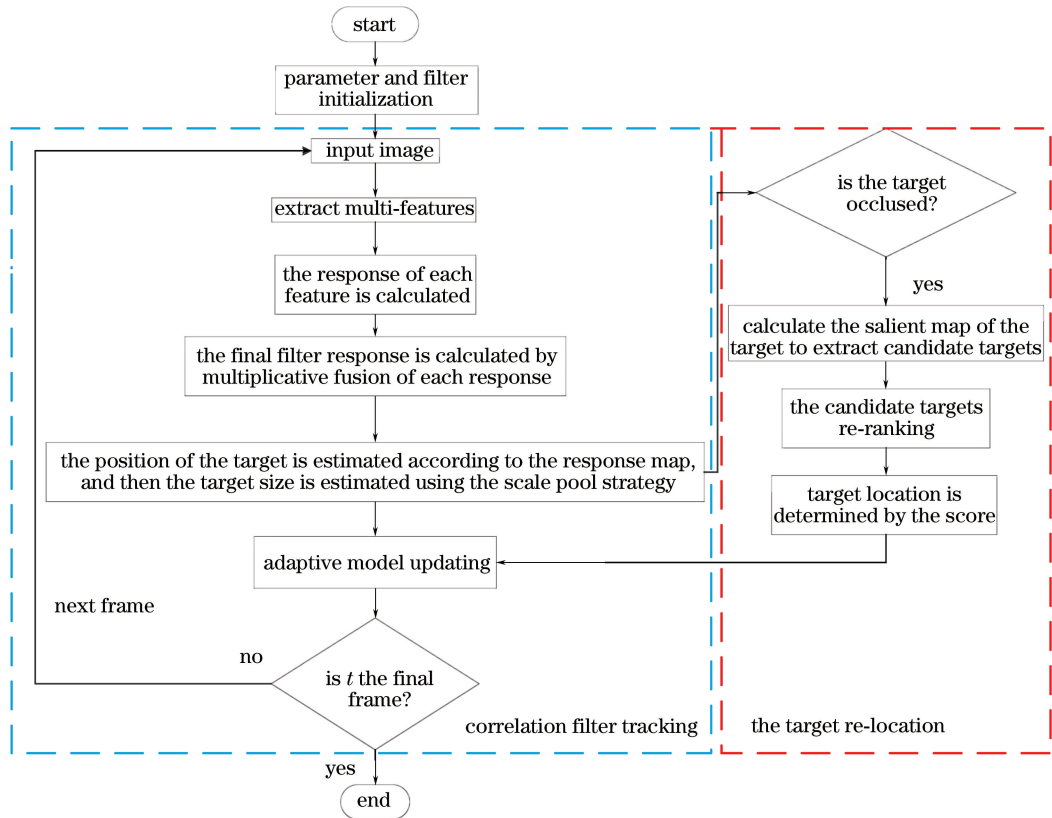 start
parameter and filter
initialization
input image
extract multi-features
the response of each
feature is calculated
the final filter response is calculated by
multiplicative fusion of each response
the position of the target is estimated according to the response map,
and then the target size is estimated using the scale pool strategy
adaptive model updating
next frame
no
is t the final
frame?
correlation filter tracking
yes
end
is the target
occlused?
yes
calculate the salient map of the
target to extract candidate targets
the candidate targets
re-ranking
target location is
determined by the score
the target re-location